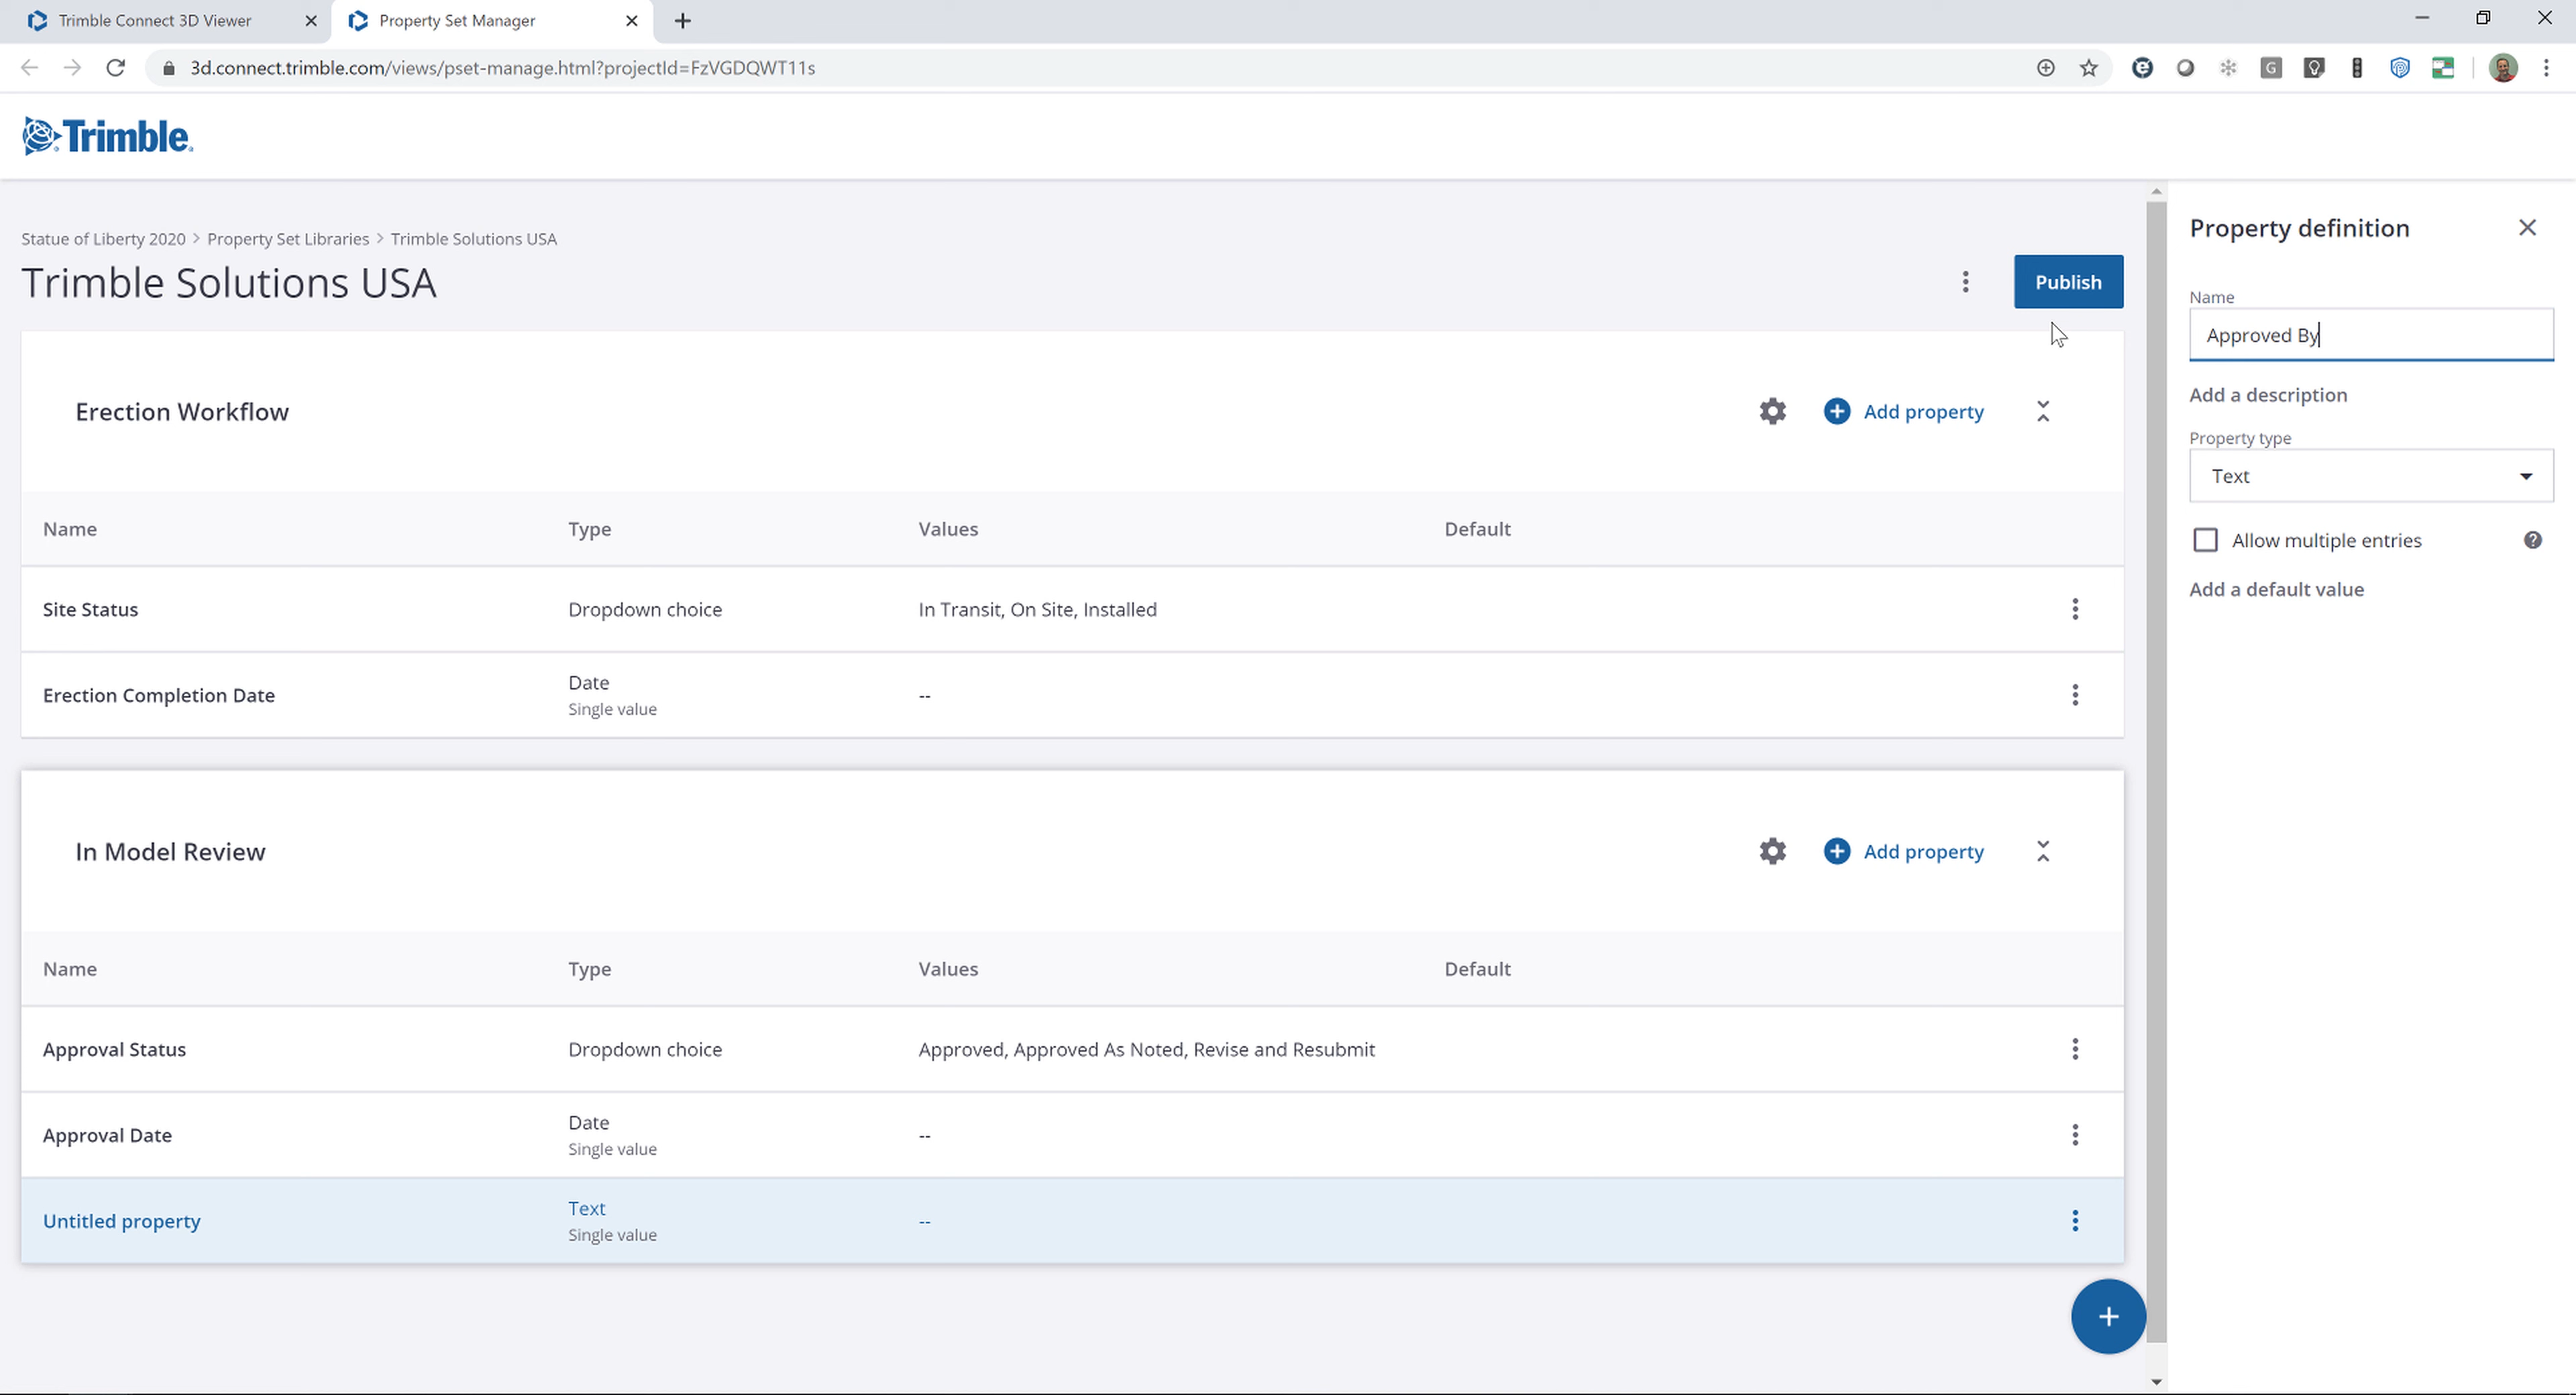 Trimble Connect 3D Viewer
Property Set Manager
3d.connect.trimble.com/views/pset-manage.html?projectId=FzVGDQWT11s
G
Trimble.
Statue of Liberty 2020 > Property Set Libraries > Trimble Solutions USA
Trimble Solutions USA
Publish
Erection Workflow
Add property
Name Type Values Default
Site Status Dropdown choice In Transit, On Site, Installed
Erection Completion Date Date --
Single value
In Model Review
Add property
Name Type Values Default
Approval Status Dropdown choice Approved, Approved As Noted, Revise and Resubmit
Approval Date Date --
Single value
Untitled property Text --
Single value
Property definition
Name
Approved By
Add a description
Property type
Text
Allow multiple entries
Add a default value